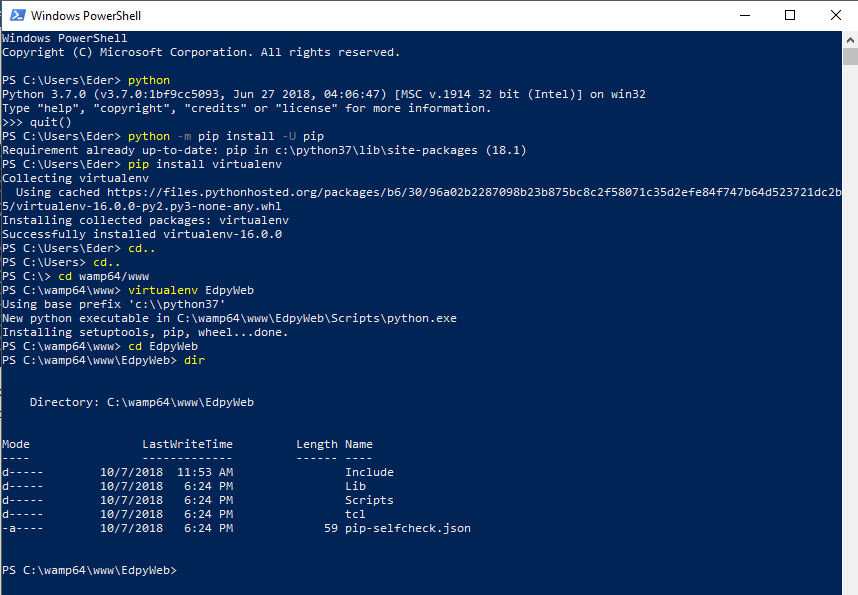 Windows PowerShell
Windows PowerShell
Copyright (C) Microsoft Corporation. All rights reserved.
PS C:\Users\Eder> python
Python 3.7.0 (v3.7.0:1bf9cc5093, Jun 27 2018, 04:06:47) [MSC v.1914 32 bit (Intel)] on win32
Type "help", "copyright", "credits" or "license" for more information.
>>> quit()
PS C:\Users\Eder> python -m pip install -U pip
Requirement already up-to-date: pip in c:\python37\lib\site-packages (18.1)
PS C:\Users\Eder> pip install virtualenv
Collecting virtualenv
  Using cached https://files.pythonhosted.org/packages/b6/30/96a02b2287098b23b875bc8c2f58071c35d2efe84f747b64d523721dc2b
5/virtualenv-16.0.0-py2.py3-none-any.whl
Installing collected packages: virtualenv
Successfully installed virtualenv-16.0.0
PS C:\Users\Eder> cd..
PS C:\Users> cd..
PS C:\> cd wamp64/www
PS C:\wamp64\www> virtualenv EdpyWeb
Using base prefix 'c:\\python37'
New python executable in C:\wamp64\www\EdpyWeb\Scripts\python.exe
Installing setuptools, pip, wheel...done.
PS C:\wamp64\www> cd EdpyWeb
PS C:\wamp64\www\EdpyWeb> dir
    Directory: C:\wamp64\www\EdpyWeb
Mode                LastWriteTime         Length Name
----                -------------         ------ ----
d-----        10/7/2018  11:53 AM                Include
d-----        10/7/2018   6:24 PM                Lib
d-----        10/7/2018   6:24 PM                Scripts
d-----        10/7/2018   6:24 PM                tcl
-a----        10/7/2018   6:24 PM             59 pip-selfcheck.json
PS C:\wamp64\www\EdpyWeb>